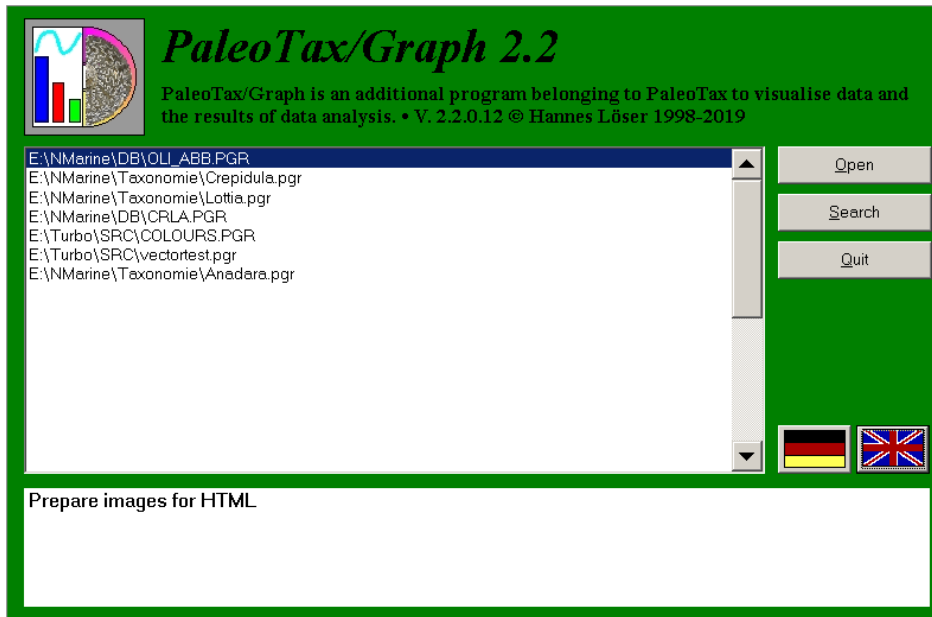 PaleoTax/Graph 2.2
PaleoTax/Graph is an additional program belonging to PaleoTax to visualise data and
the results of data analysis. • V. 2.2.0.12 © Hannes Löser 1998-2019
E:\NMarine\DB\OLI_ABB.PGR
E:\NMarine\Taxonomie\Crepidula.pgr
E:\NMarine\Taxonomie\Lottia.pgr
E:\NMarine\DB\CRLA.PGR
E:\Turbo\SRC\COLOURS.PGR
E:\Turbo\SRC\vectortest.pgr
E:\NMarine\Taxonomie\Anadara.pgr
Open
Search
Quit
Prepare images for HTML